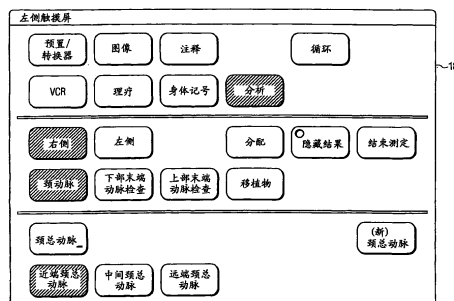 左侧触摸屏
预置/
转换器
图像
注释
循环
VCR
理疗
身体记号
分析
右侧
左侧
分配
隐藏结果
结束测定
颈动脉
下部末端
动脉检查
上部末端
动脉检查
移植物
颈总动脉_
(新)
颈总动脉
近端颈总
动脉
中间颈总
动脉
远端颈总
动脉